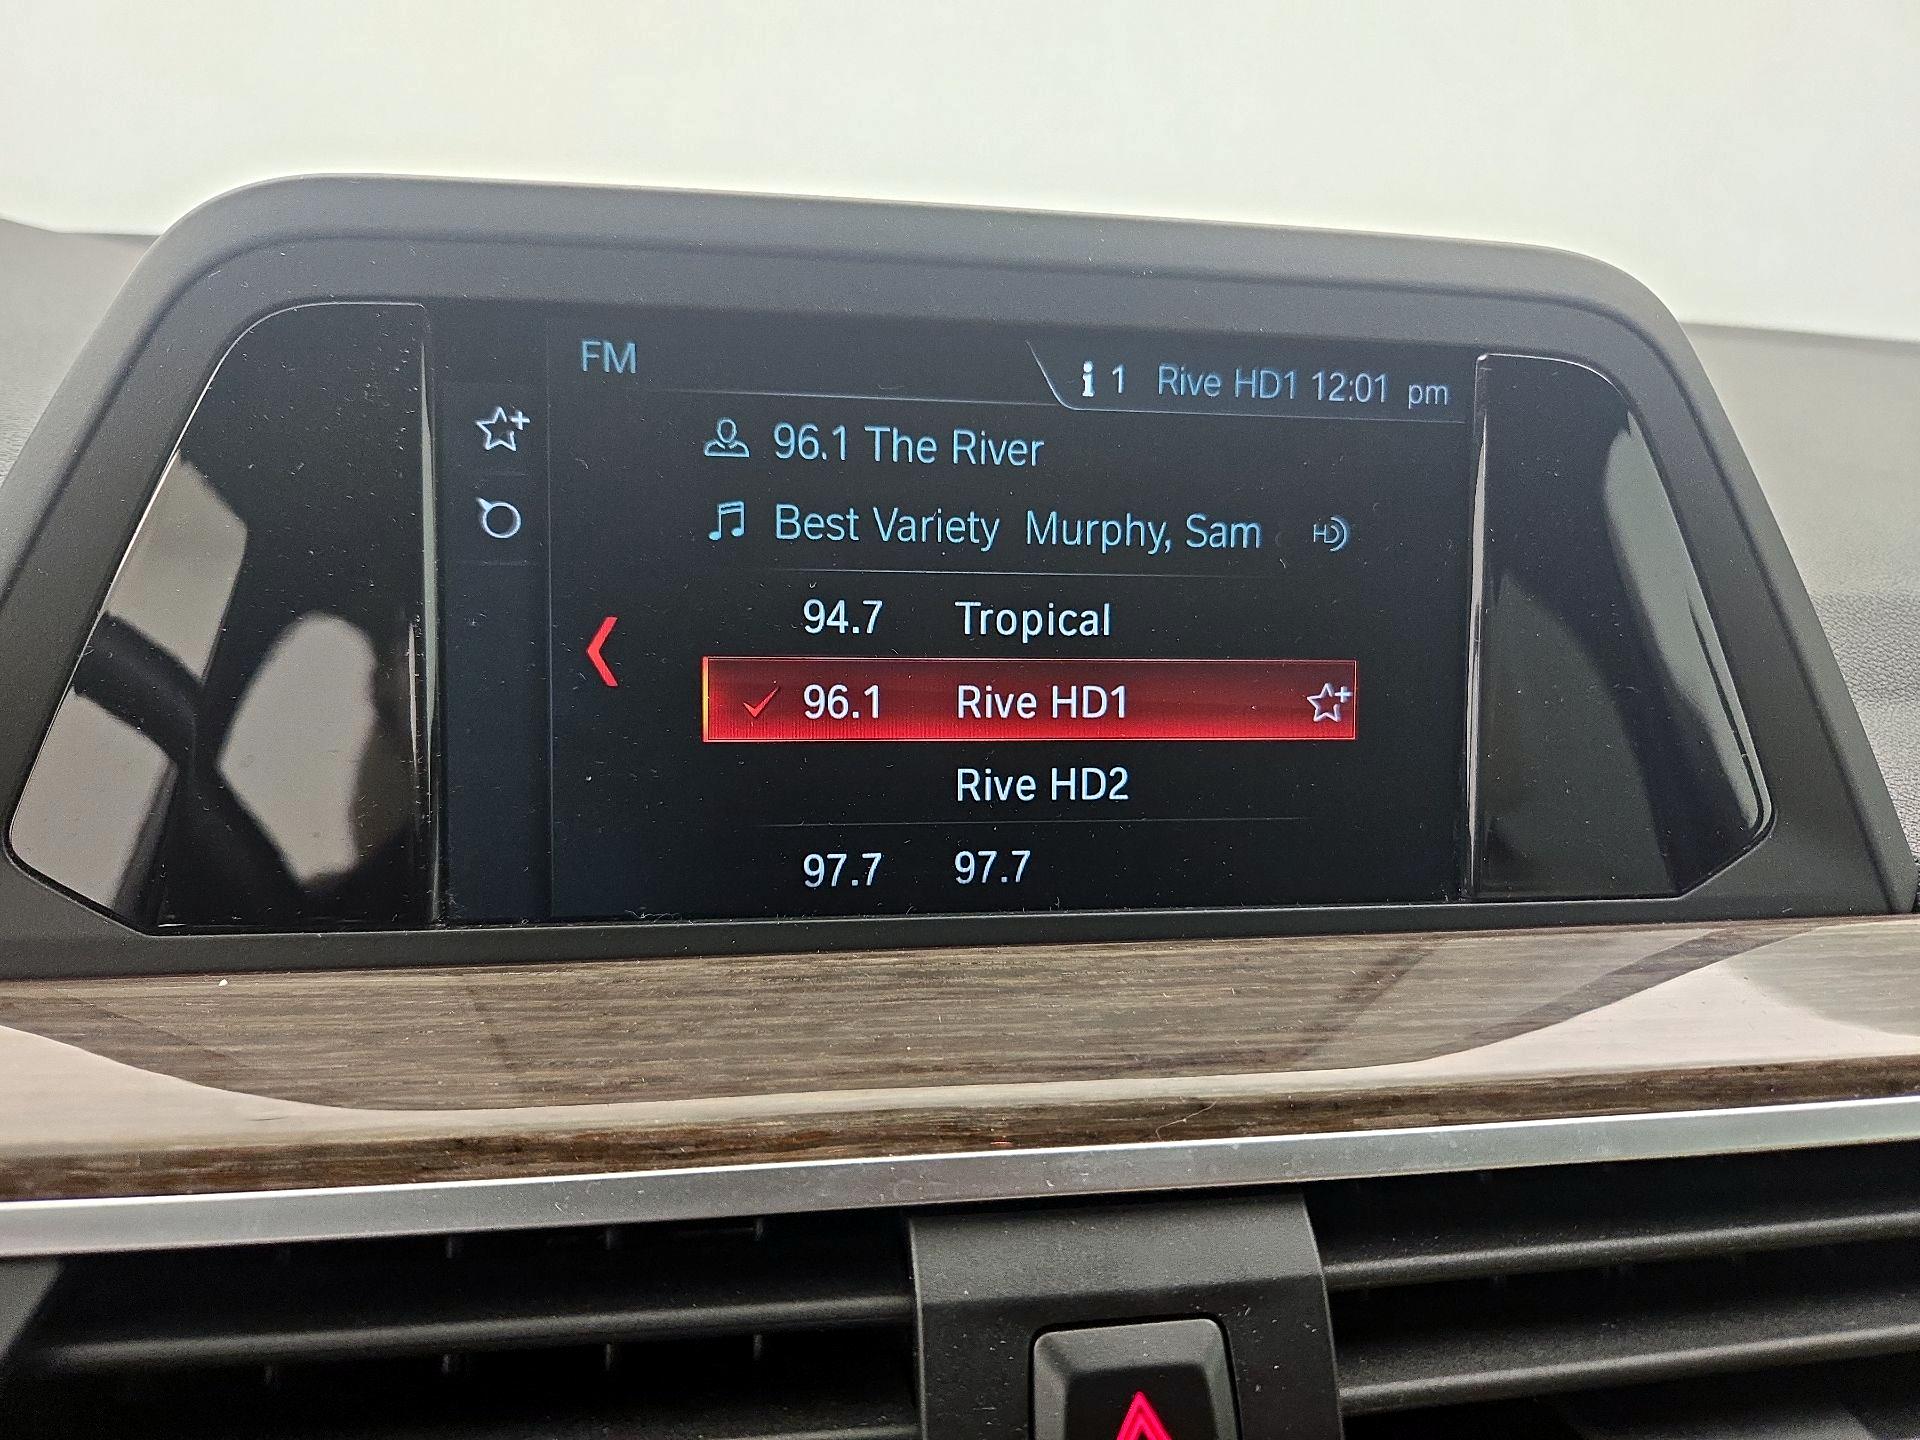 FM
1 Rive HD1 12:01 pm
96.1 The River
Best Variety Murphy, Sam
HD
94.7 Tropical
96.1 Rive HD1
Rive HD2
97.7 97.7